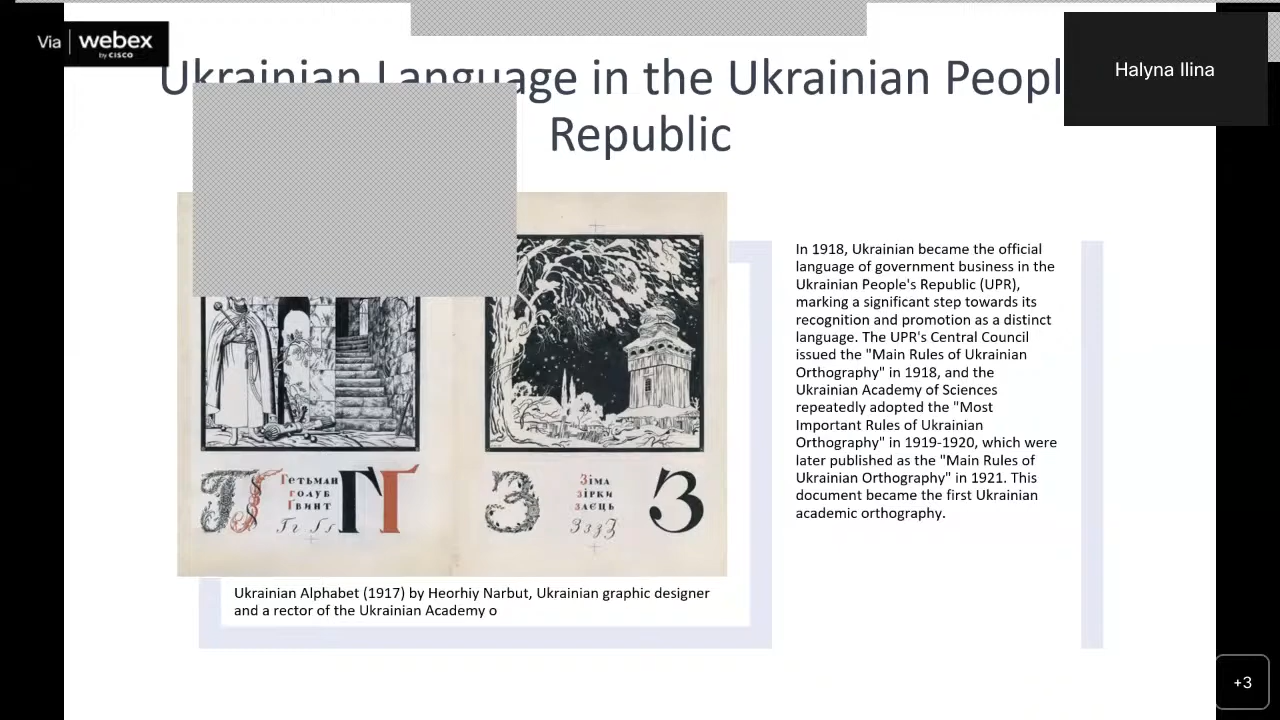 Via webex
by CISCO
Halyna Ilina
Ukrainian Language in the Ukrainian
Republic
In 1918, Ukrainian became the official
language of government business in the
Ukrainian People's Republic (UPR),
marking a significant step towards its
recognition and promotion as a distinct
language. The UPR's Central Council
issued the "Main Rules of Ukrainian
Orthography" in 1918, and the
Ukrainian Academy of Sciences
repeatedly adopted the "Most
Important Rules of Ukrainian
Orthography" in 1919-1920, which were
later published as the "Main Rules of
Ukrainian Orthography" in 1921. This
document became the first Ukrainian
academic orthography.
Гетьман
голуб
ґвинт
Гг Ґґ
Г Ґ
З
Зіма
зірки
заєць
З
Ukrainian Alphabet (1917) by Heorhiy Narbut, Ukrainian graphic designer
and a rector of the Ukrainian Academy o
+3